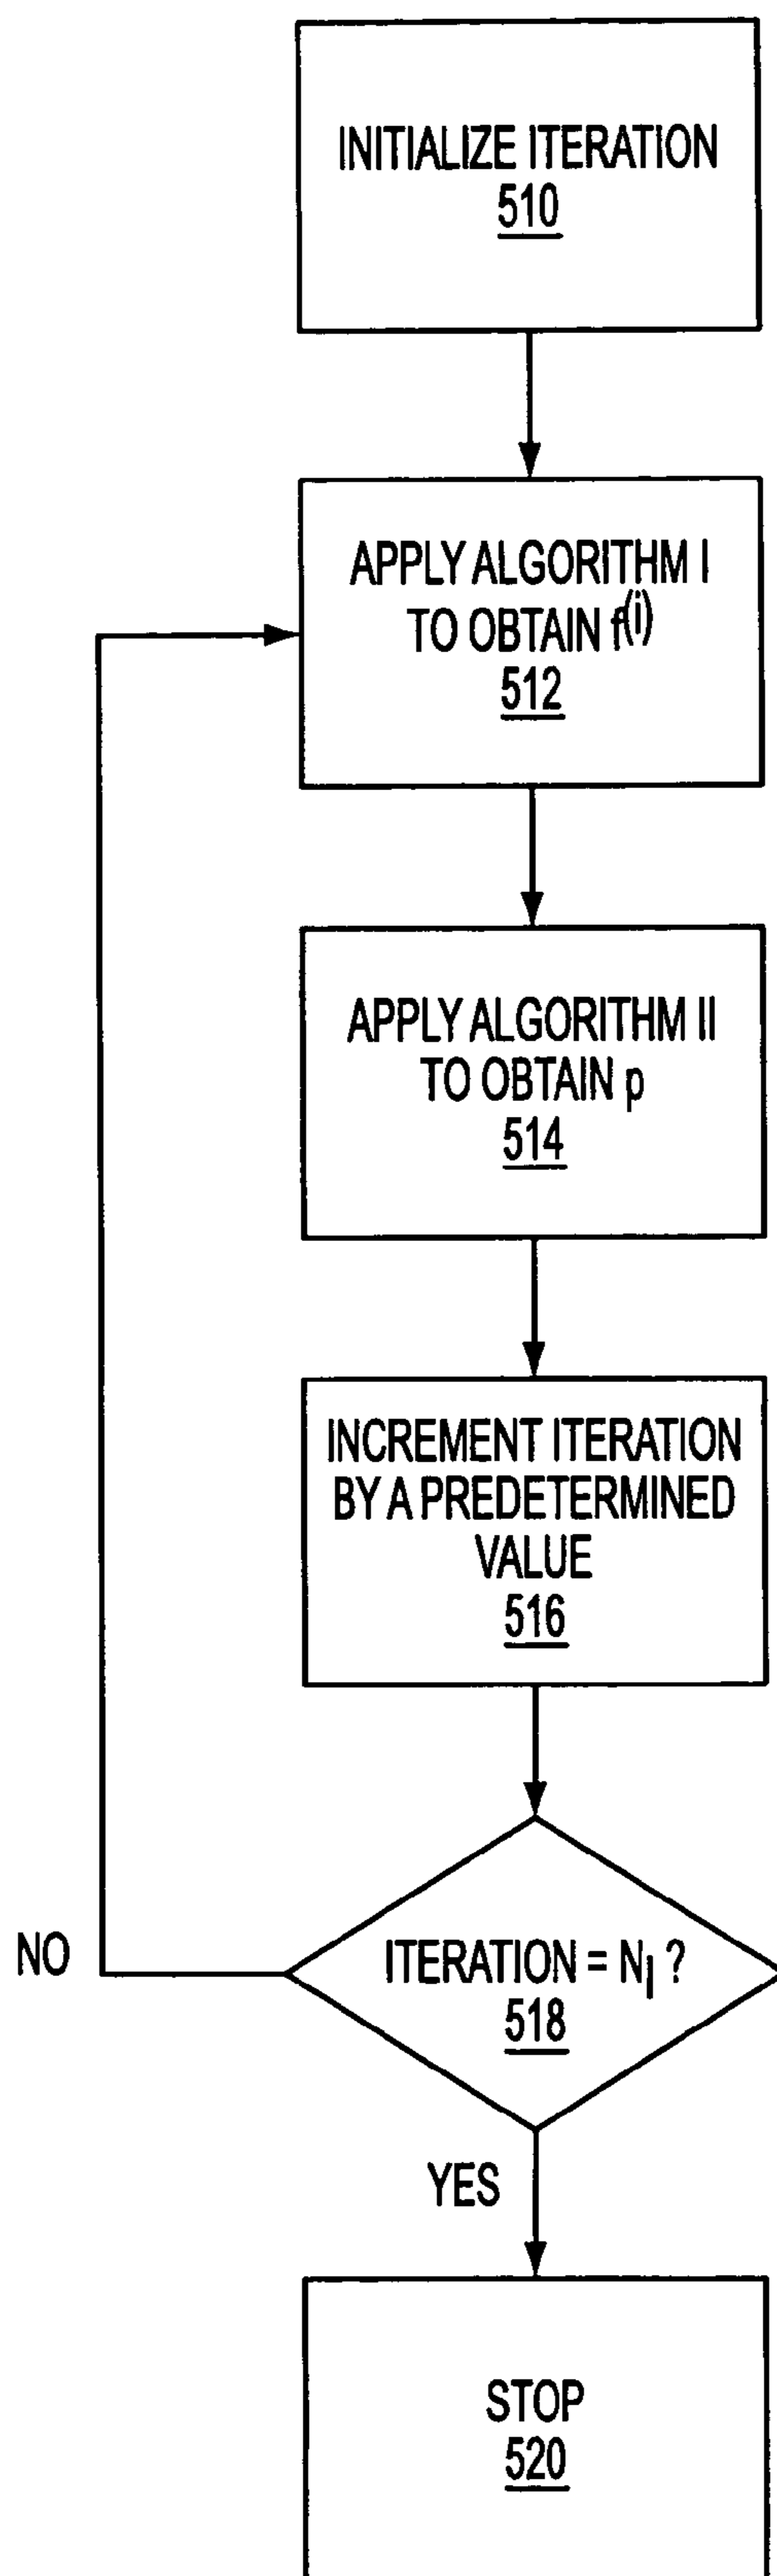 INITIALIZE ITERATION
510
APPLY ALGORITHM I
TO OBTAIN f(i)
512
APPLY ALGORITHM II
TO OBTAIN p
514
INCREMENT ITERATION
BY A PREDETERMINED
VALUE
516
NO
ITERATION = NI ?
518
YES
STOP
520